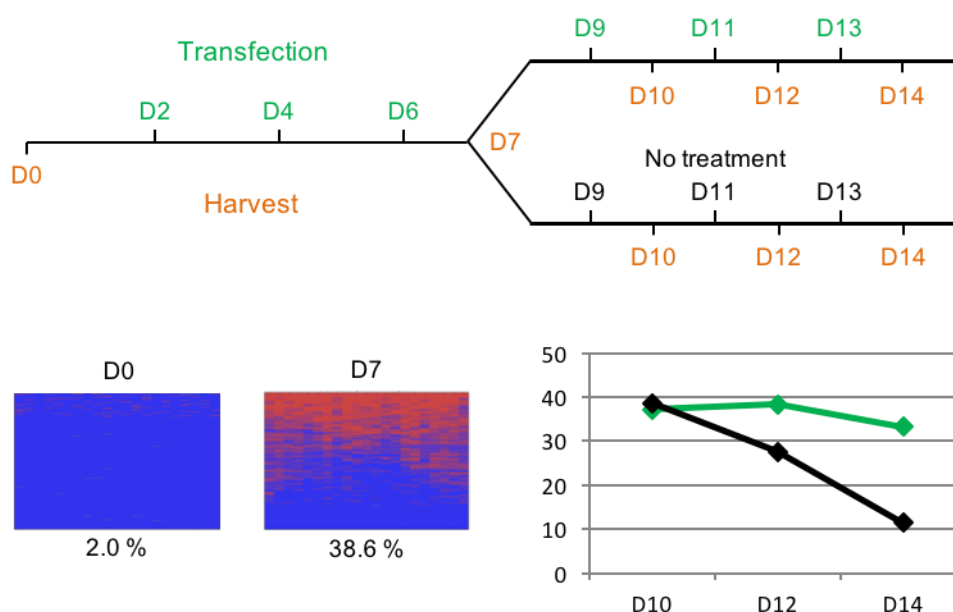 D9 D11 D13
Transfection
D10 D12 D14
D2 D4 D6
D7
D0
No treatment
D9 D11 D13
Harvest
D10 D12 D14
D0 D7
2.0 % 38.6 %
50
40
30
20
10
0
D10 D12 D14